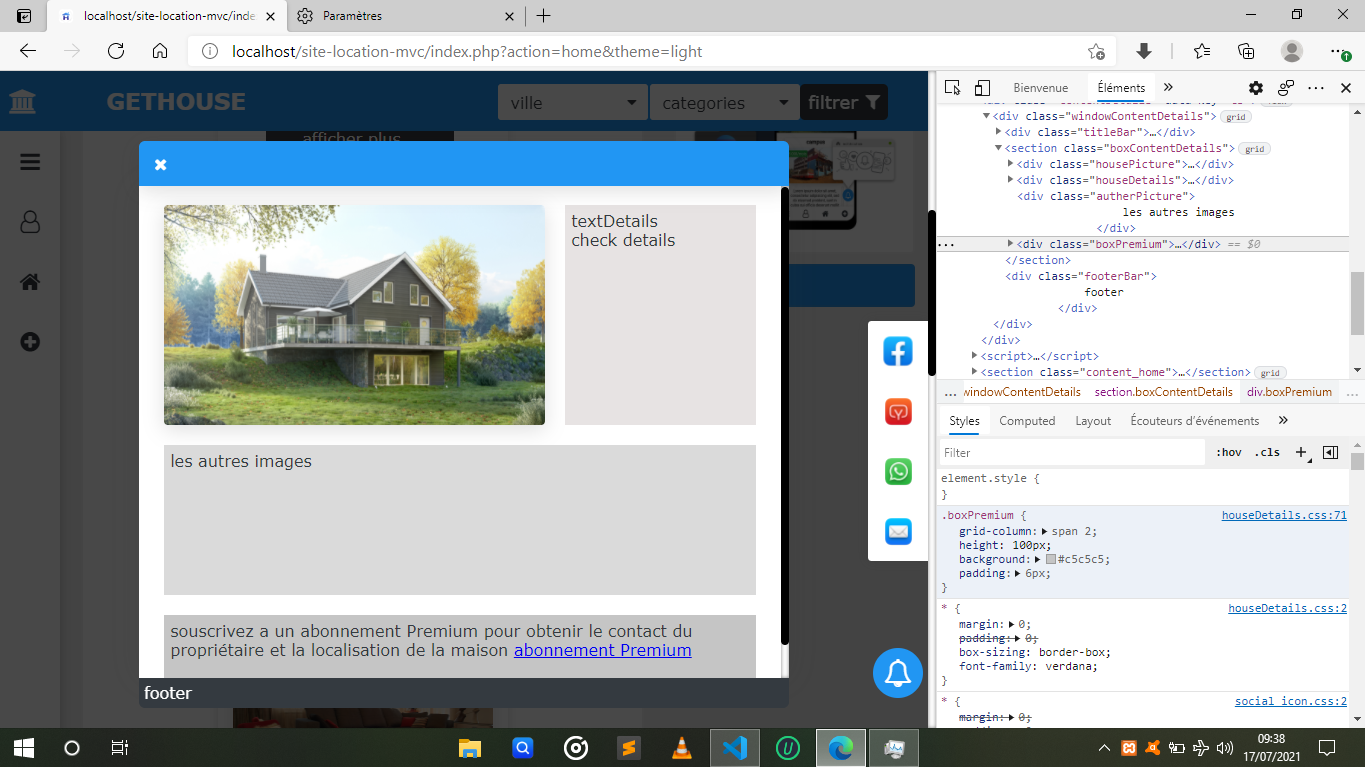 localhost/site-location-mvc/inde
Paramètres
localhost/site-location-mvc/index.php?action=home&theme=light
GETHOUSE
ville
categories
filtrer
afficher plus
textDetails
check details
les autres images
souscrivez a un abonnement Premium pour obtenir le contact du
propriétaire et la localisation de la maison abonnement Premium
footer
Bienvenue
Éléments
<div class="windowContentDetails"> grid
<div class="titleBar">…</div>
<section class="boxContentDetails"> grid
<div class="housePicture">…</div>
<div class="houseDetails">…</div>
<div class="autherPicture">
les autres images
</div>
<div class="boxPremium">…</div> == $0
</section>
<div class="footerBar">
footer
</div>
</div>
</div>
<script>…</script>
<section class="content_home">…</section> grid
… windowContentDetails section.boxContentDetails div.boxPremium …
Styles Computed Layout Écouteurs d'événements
Filter :hov .cls +
element.style {
}
.boxPremium { houseDetails.css:71
grid-column: span 2;
height: 100px;
background: #c5c5c5;
padding: 6px;
}
* { houseDetails.css:2
margin: 0;
padding: 0;
box-sizing: border-box;
font-family: verdana;
}
* { social icon.css:2
margin: 0;
09:38
17/07/2021